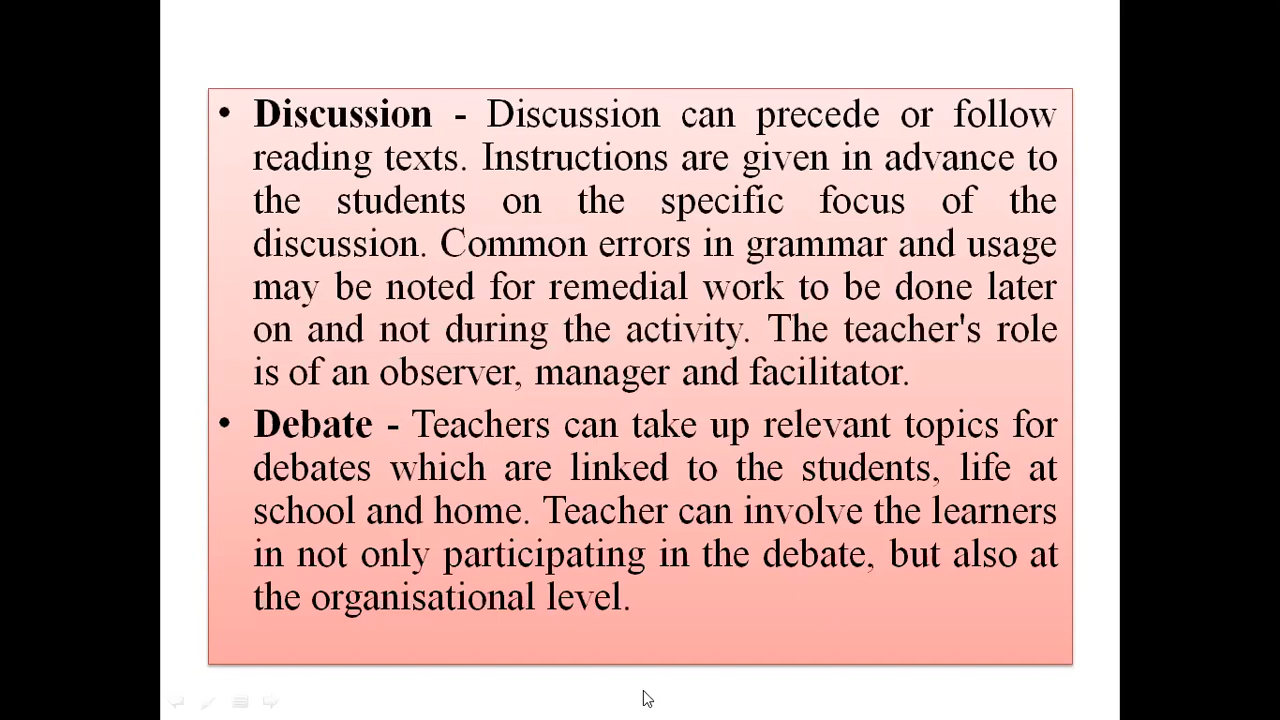 • Discussion - Discussion can precede or follow
reading texts. Instructions are given in advance to
the students on the specific focus of the
discussion. Common errors in grammar and usage
may be noted for remedial work to be done later
on and not during the activity. The teacher's role
is of an observer, manager and facilitator.
• Debate - Teachers can take up relevant topics for
debates which are linked to the students, life at
school and home. Teacher can involve the learners
in not only participating in the debate, but also at
the organisational level.